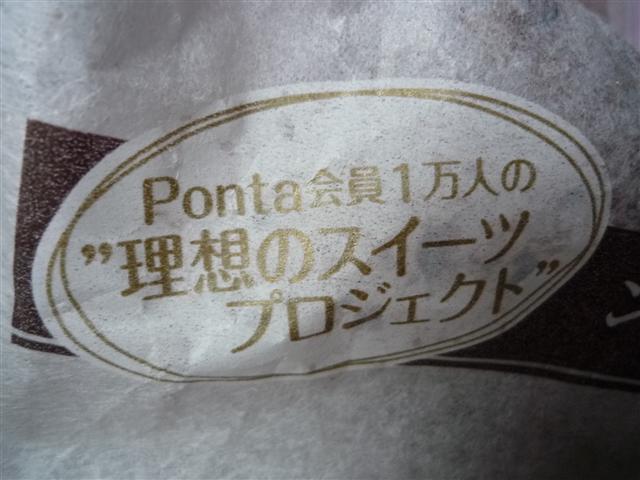 Ponta会員1万人の
”理想のスイーツ
プロジェクト”